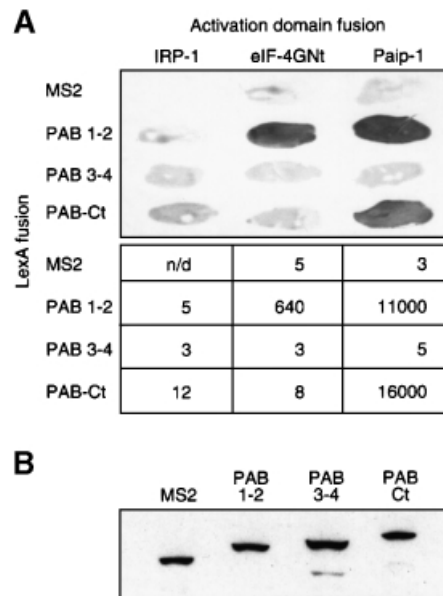 A
Activation domain fusion
IRP-1 eIF-4GNt Paip-1
LexA fusion
MS2
PAB 1-2
PAB 3-4
PAB-Ct
MS2 n/d 5 3
PAB 1-2 5 640 11000
PAB 3-4 3 3 5
PAB-Ct 12 8 16000
B
MS2 PAB 1-2 PAB 3-4 PAB Ct